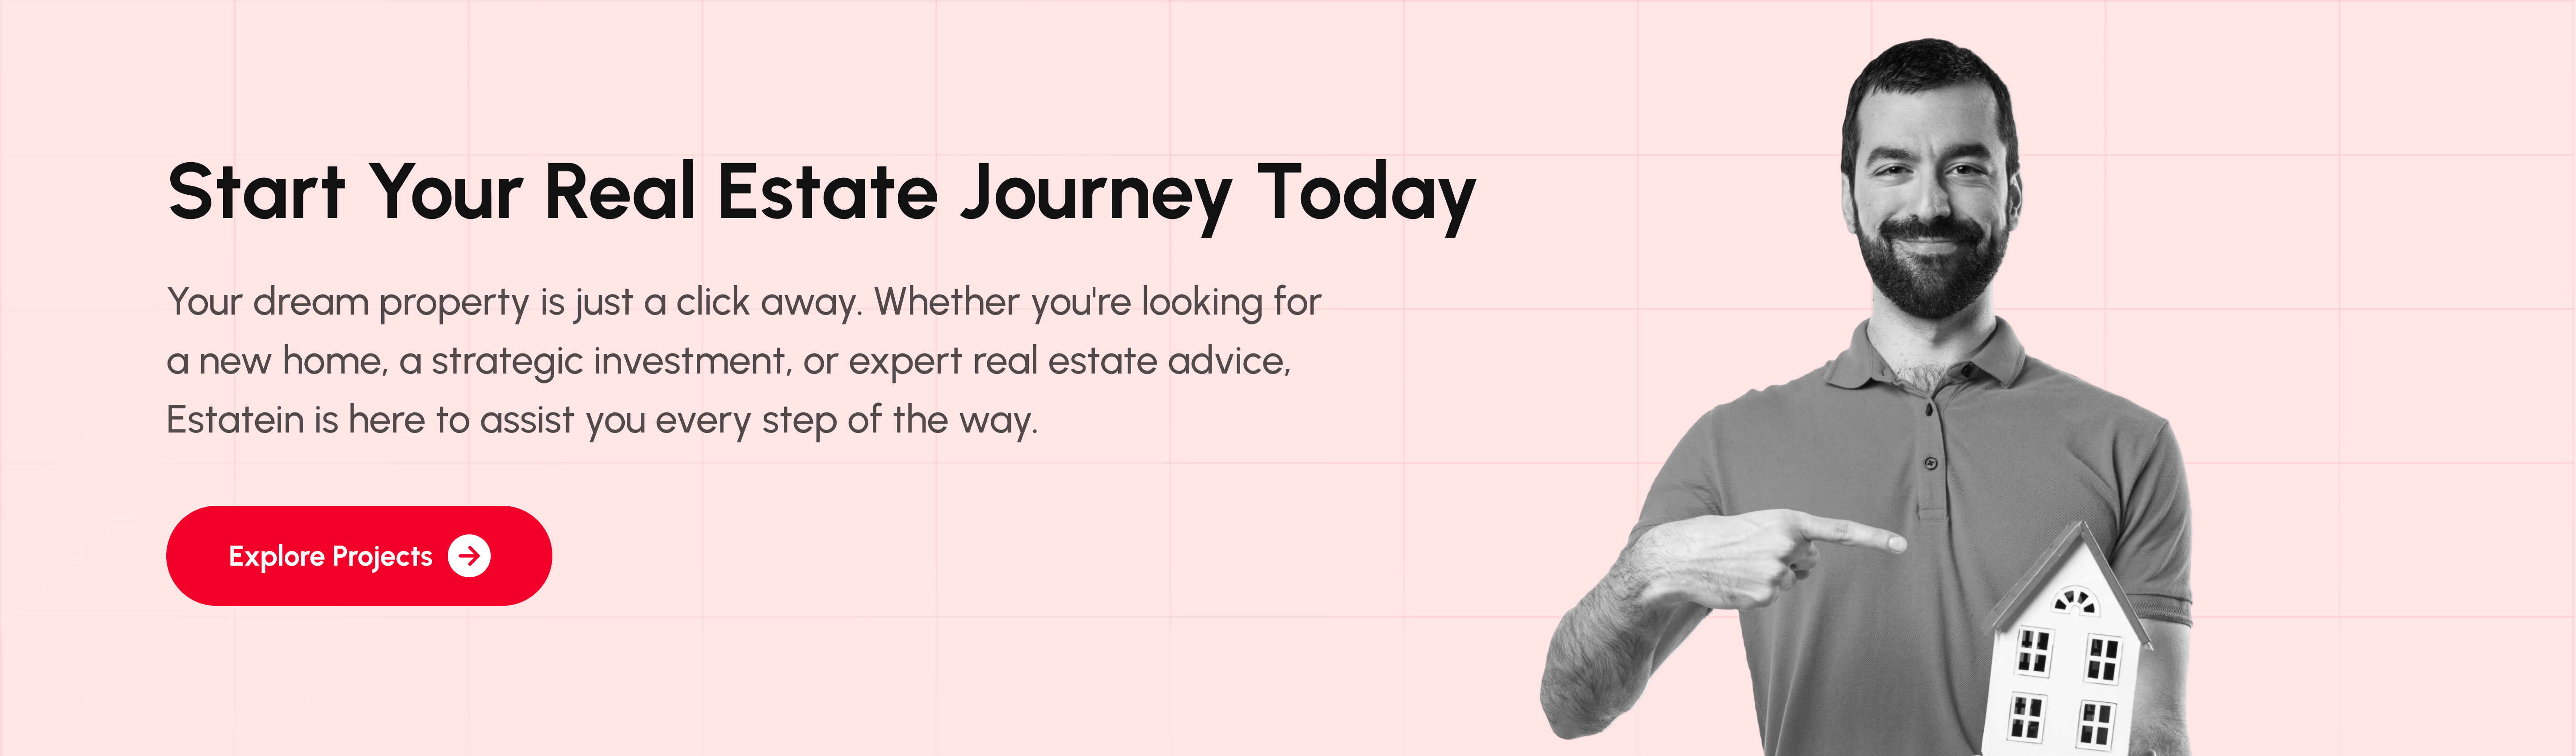 Start Your Real Estate Journey Today
Your dream property is just a click away. Whether you're looking for
a new home, a strategic investment, or expert real estate advice,
Estatein is here to assist you every step of the way.
Explore Projects